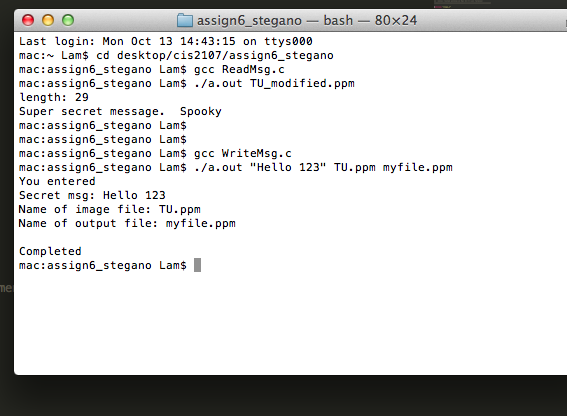 assign6_stegano — bash — 80×24
Last login: Mon Oct 13 14:43:15 on ttys000
mac:~ Lam$ cd desktop/cis2107/assign6_stegano
mac:assign6_stegano Lam$ gcc ReadMsg.c
mac:assign6_stegano Lam$ ./a.out TU_modified.ppm
length: 29
Super secret message.  Spooky
mac:assign6_stegano Lam$
mac:assign6_stegano Lam$
mac:assign6_stegano Lam$ gcc WriteMsg.c
mac:assign6_stegano Lam$ ./a.out "Hello 123" TU.ppm myfile.ppm
You entered
Secret msg: Hello 123
Name of image file: TU.ppm
Name of output file: myfile.ppm

Completed
mac:assign6_stegano Lam$